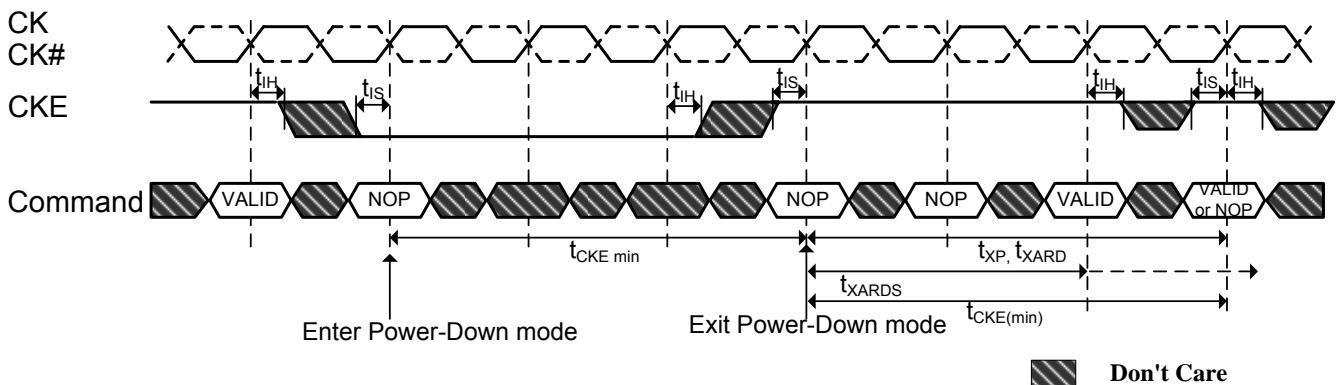 CK
CK#
tIH
tIS
tIH
tIS
tIH
tIS
tIH
CKE
Command
VALID
NOP
NOP
NOP
VALID
VALID
or NOP
tCKE min
tXP, tXARD
tXARDS
tCKE(min)
Enter Power-Down mode
Exit Power-Down mode
Don't Care